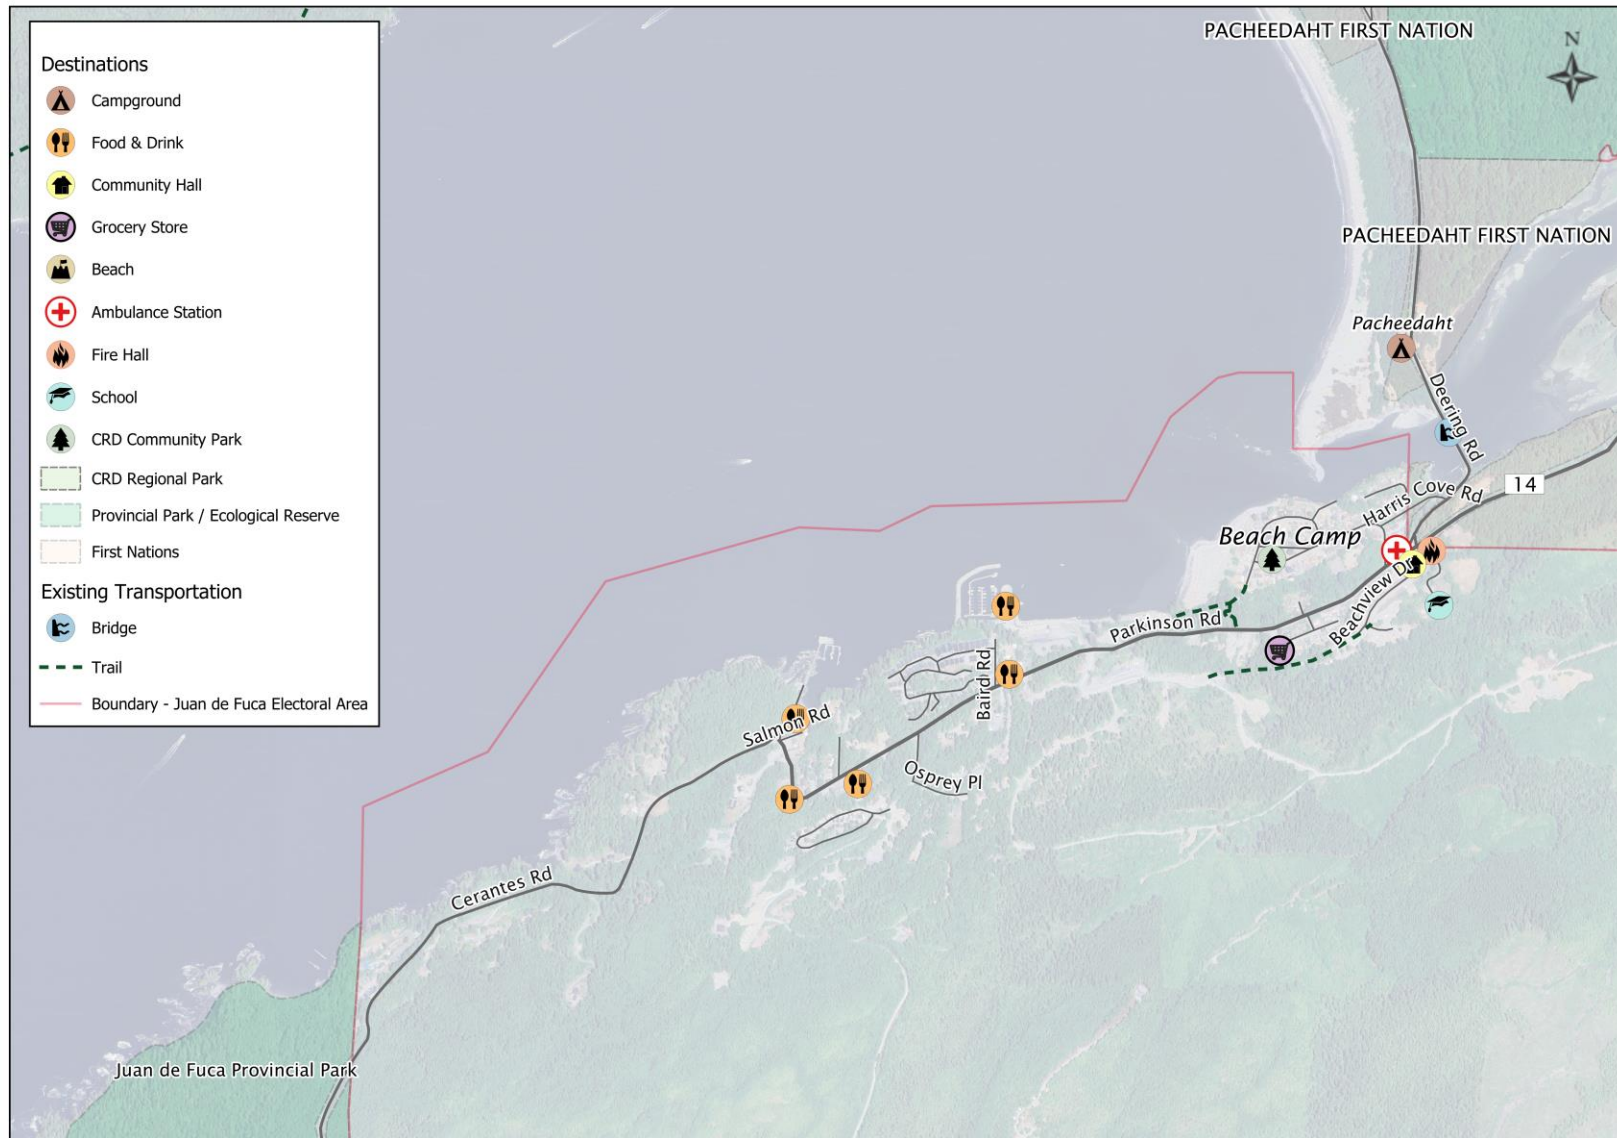 PACHEEDAHT FIRST NATION
N
Destinations
Campground
Food & Drink
Community Hall
Grocery Store
Beach
Ambulance Station
Fire Hall
School
CRD Community Park
CRD Regional Park
Provincial Park / Ecological Reserve
First Nations
Existing Transportation
Bridge
Trail
Boundary - Juan de Fuca Electoral Area
PACHEEDAHT FIRST NATION
Pacheedaht
Deering Rd
14
Harris Cove Rd
Beach Camp
Beachview Dr
Parkinson Rd
Baird Rd
Salmon Rd
Osprey Pl
Cerantes Rd
Juan de Fuca Provincial Park